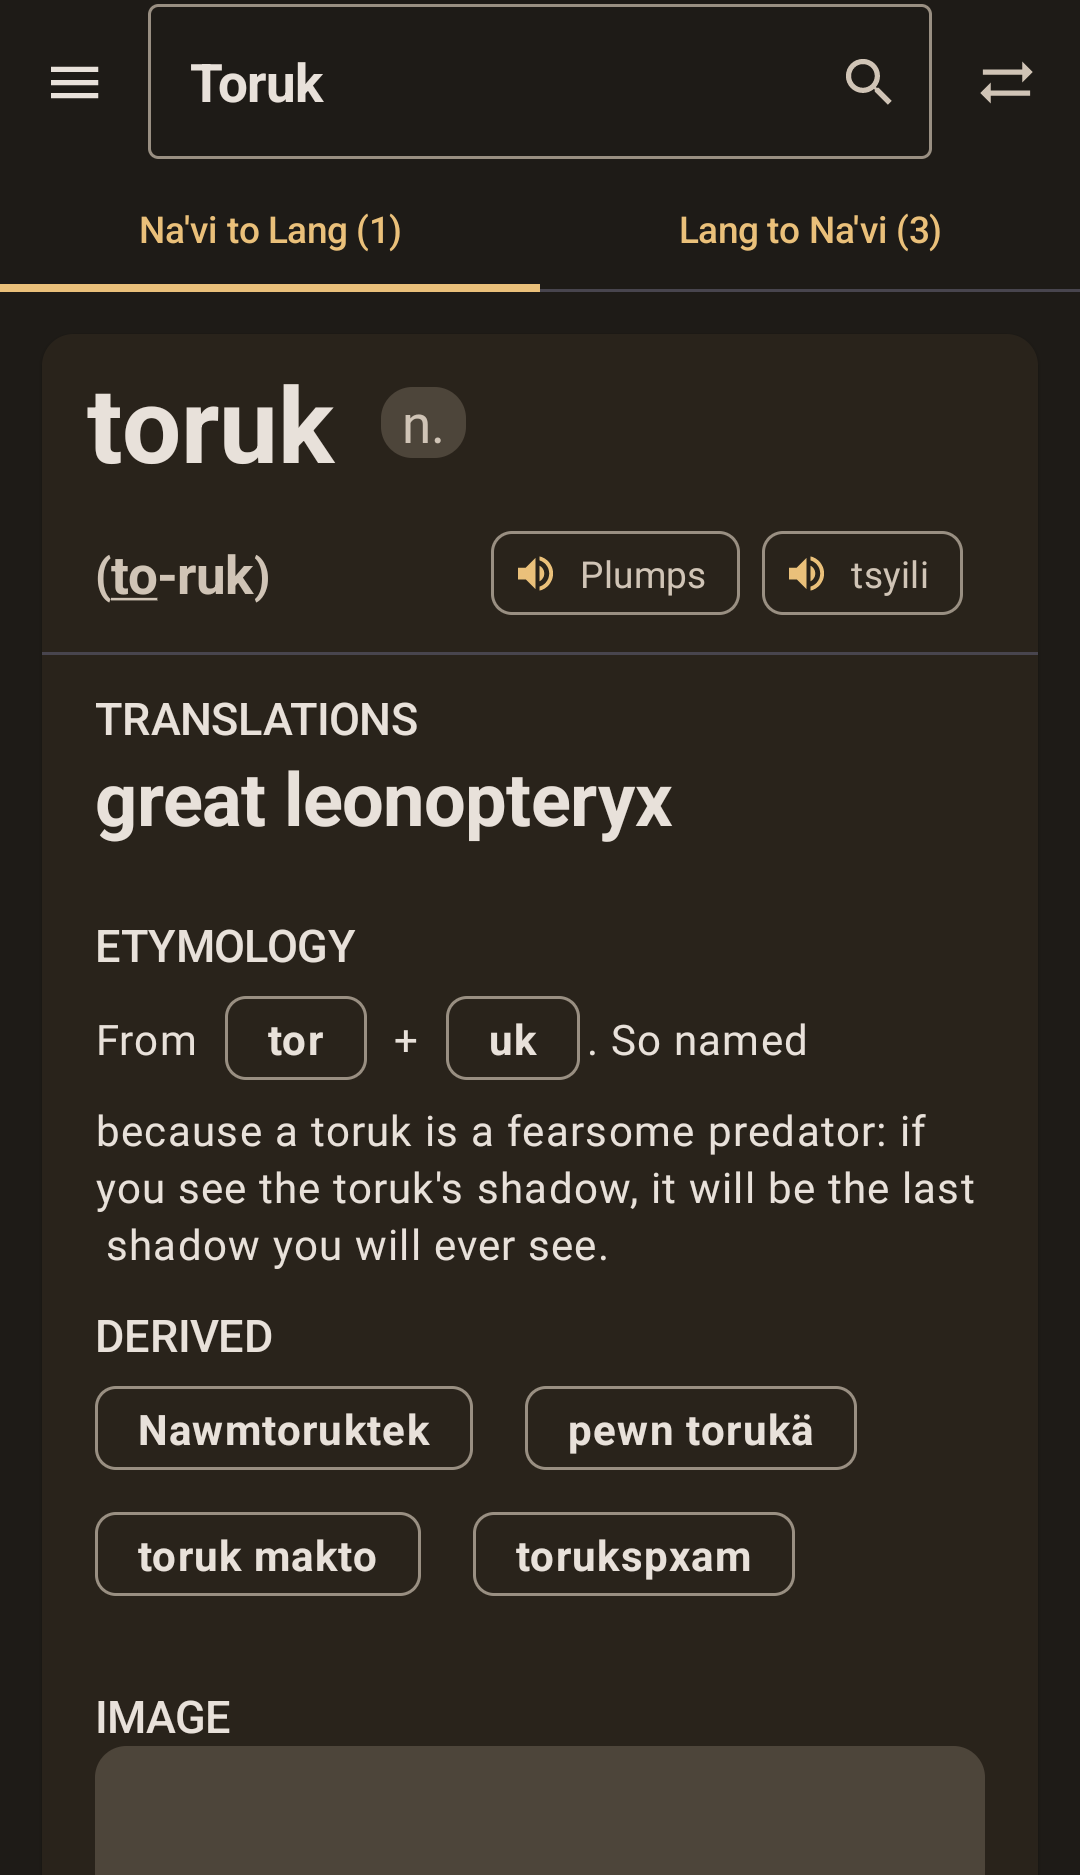 Toruk
Na'vi to Lang (1)
Lang to Na'vi (3)
toruk n.
(to-ruk) Plumps tsyili
TRANSLATIONS
great leonopteryx
ETYMOLOGY
From tor + uk . So named
because a toruk is a fearsome predator: if
you see the toruk's shadow, it will be the last
shadow you will ever see.
DERIVED
Nawmtoruktek pewn torukä
toruk makto torukspxam
IMAGE